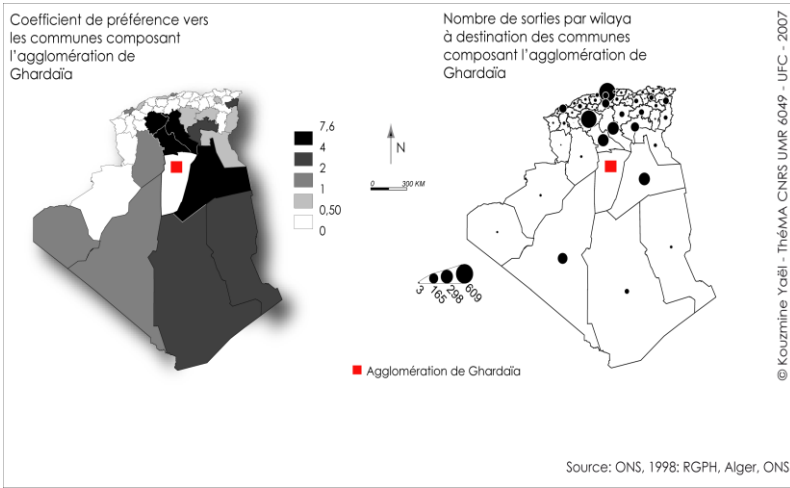 Coefficient de préférence vers
les communes composant
l'agglomération de
Ghardaïa
Nombre de sorties par wilaya
à destination des communes
composant l'agglomération de
Ghardaïa
7,6
4
2
1
0,50
0
N
0 300 KM
3 165 298 609
Agglomération de Ghardaïa
© Kouzmine Yaël - ThéMA CNRS UMR 6049 - UFC - 2007
Source: ONS, 1998: RGPH, Alger, ONS